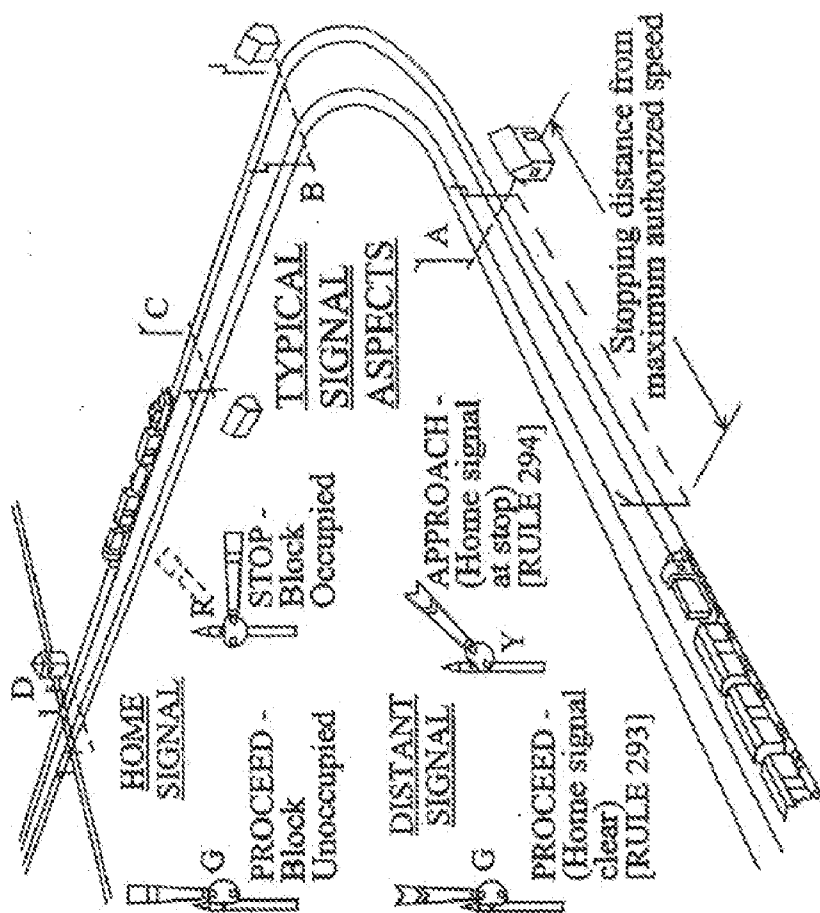 TYPICAL
SIGNAL
ASPECTS
HOME
SIGNAL
G
PROCEED -
Block
Unoccupied
R
STOP -
Block
Occupied
DISTANT
SIGNAL
G
PROCEED -
(Home signal
clear)
[RULE 293]
Y
APPROACH -
(Home signal
at stop)
[RULE 294]
A
B
C
D
Stopping distance from
maximum authorized speed